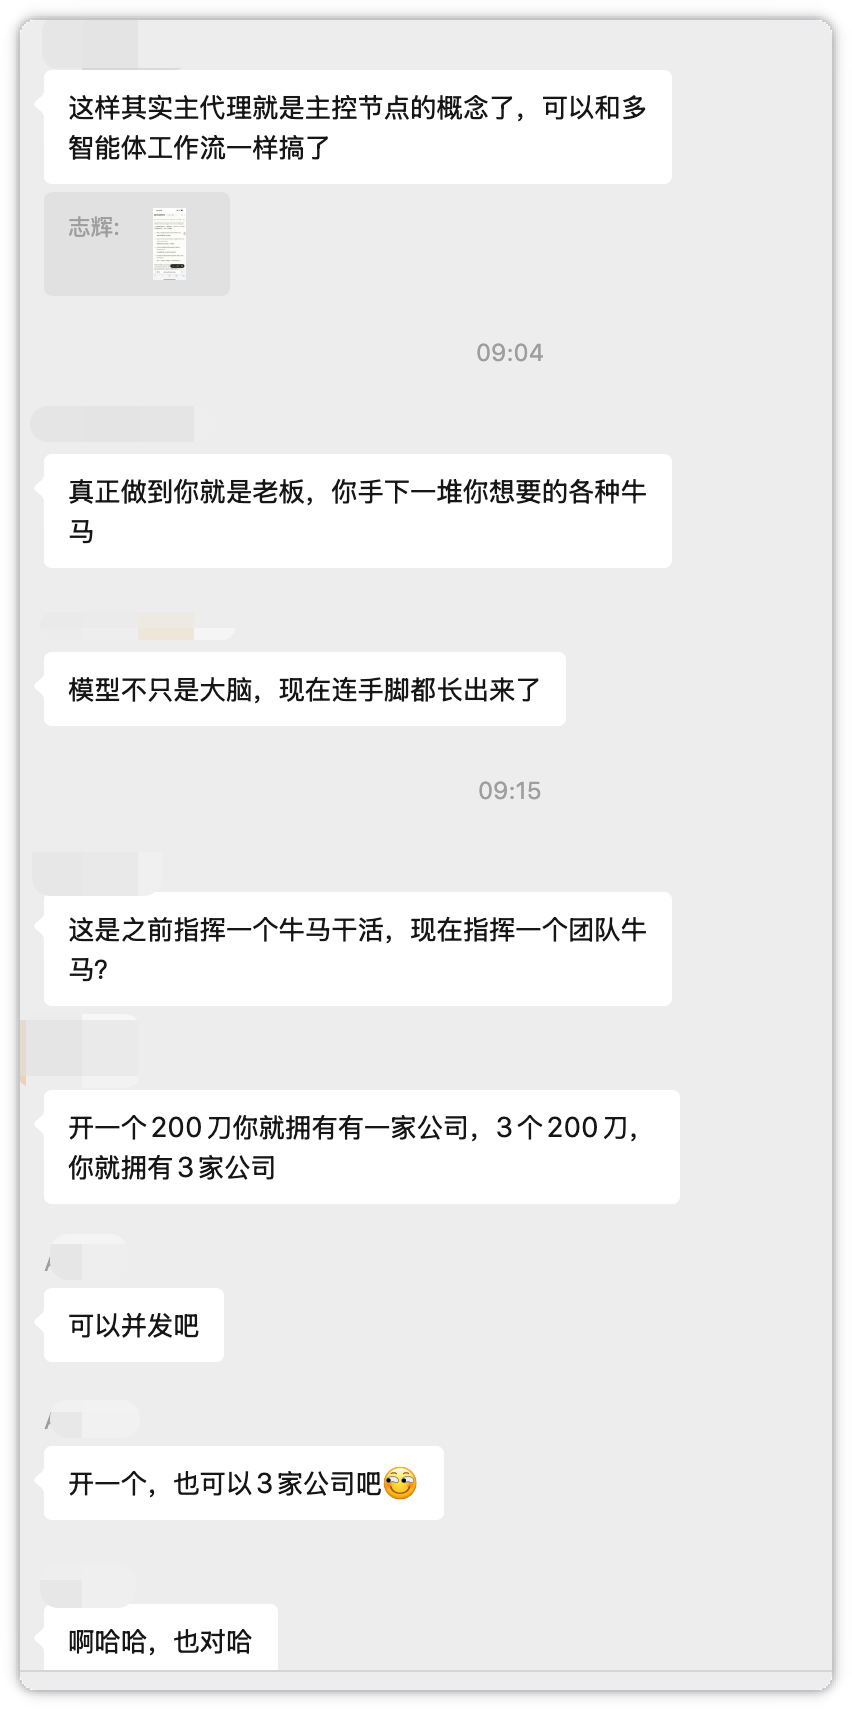 这样其实主代理就是主控节点的概念了，可以和多
智能体工作流一样搞了
志辉:
09:04
真正做到你就是老板，你手下一堆你想要的各种牛
马
模型不只是大脑，现在连手脚都长出来了
09:15
这是之前指挥一个牛马干活，现在指挥一个团队牛
马?
开一个200刀你就拥有有一家公司，3个200刀，
你就拥有3家公司
可以并发吧
开一个，也可以3家公司吧
啊哈哈，也对哈